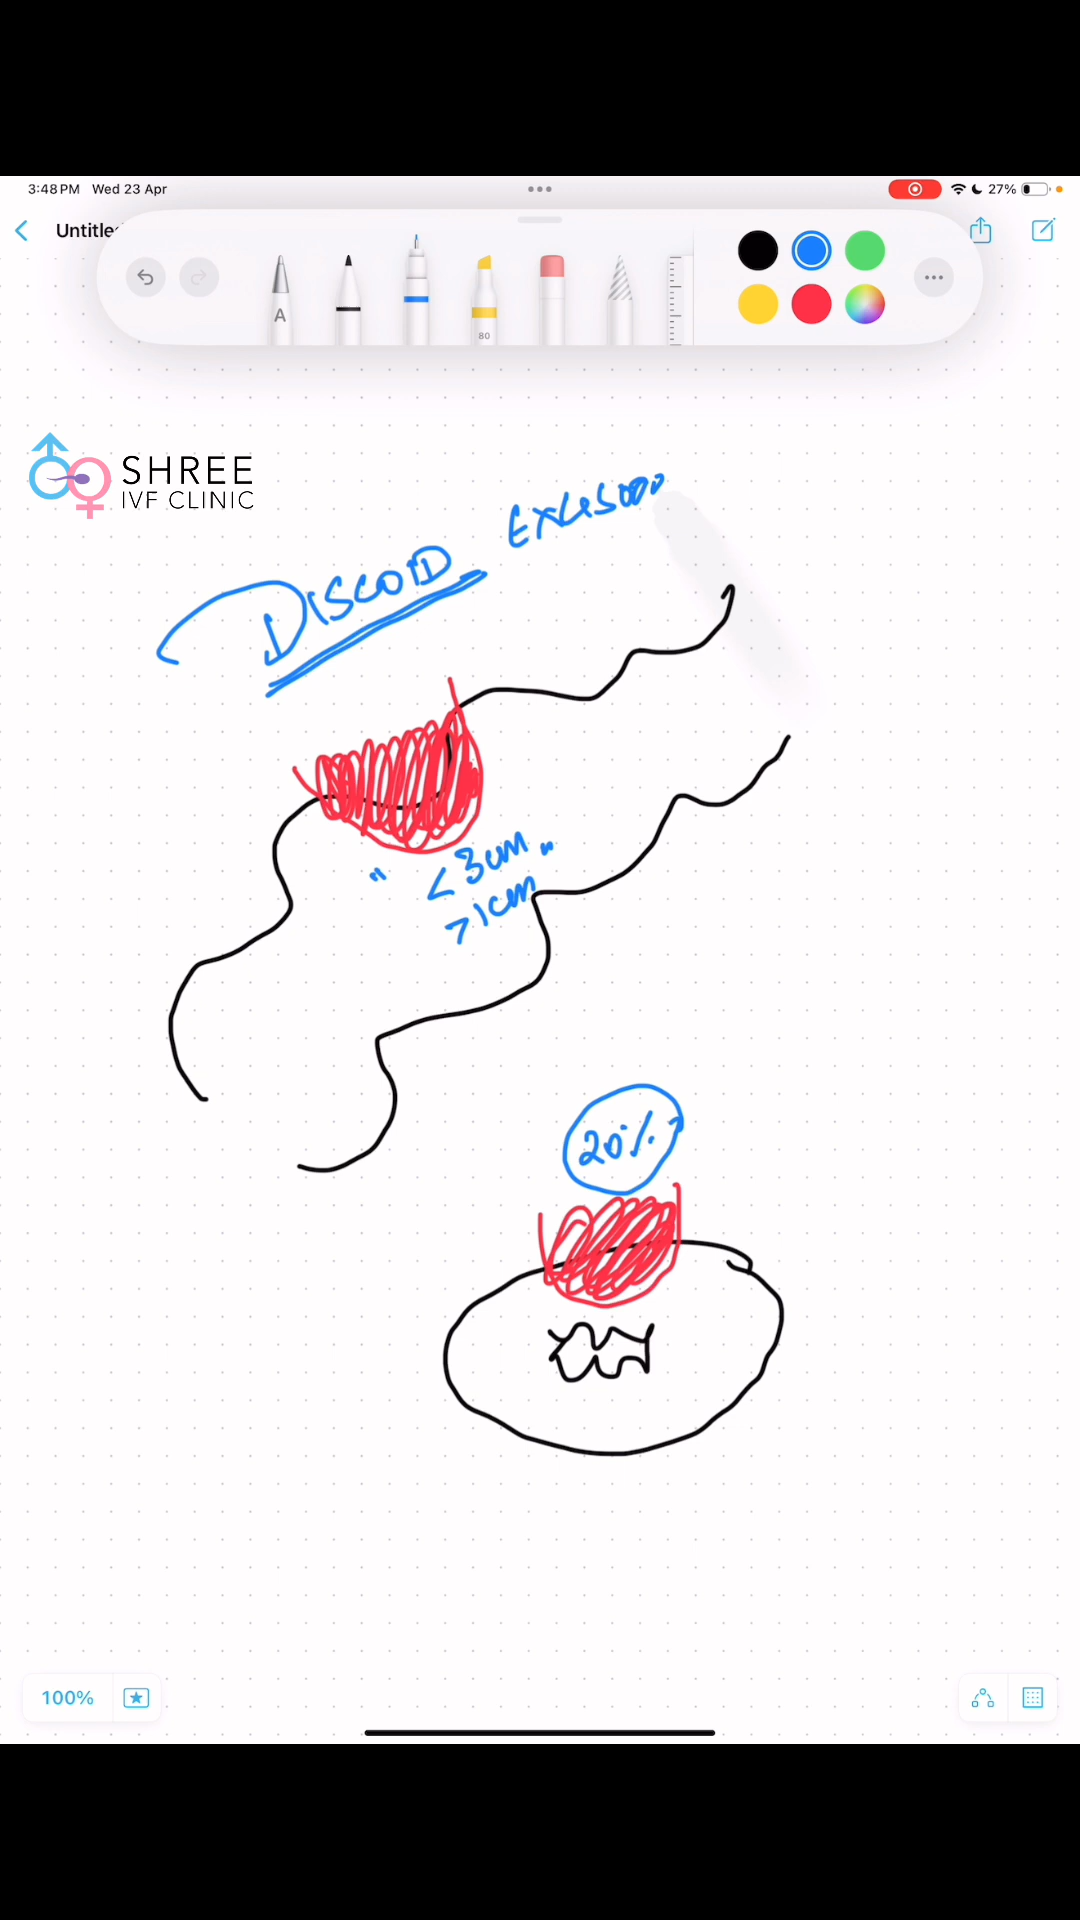 3:48 PM Wed 23 Apr
27%
Untitle
A
80
SHREE
IVF CLINIC
DISCOID
" <3cm "
>1cm
20%
100%